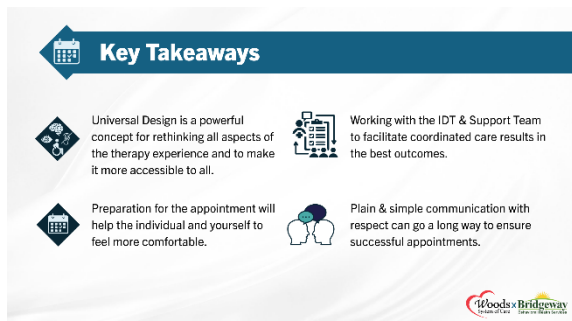 Key Takeaways
Universal Design is a powerful
concept for rethinking all aspects of
the therapy experience and to make
it more accessible to all.
Working with the IDT & Support Team
to facilitate coordinated care results in
the best outcomes.
Preparation for the appointment will
help the individual and yourself to
feel more comfortable.
Plain & simple communication with
respect can go a long way to ensure
successful appointments.
Woods x Bridgeway
System of Care
Behavioral Health Services